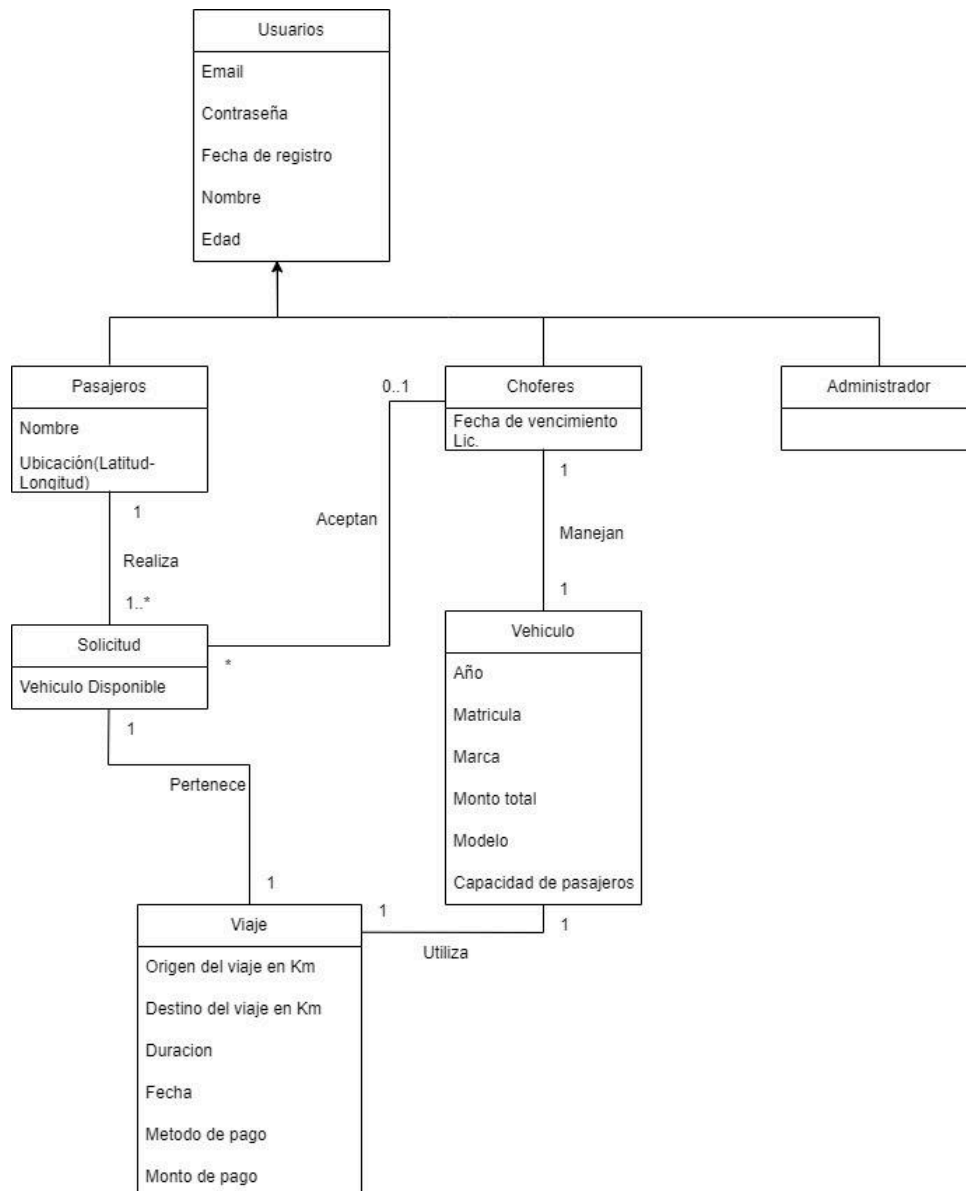 Usuarios
Email
Contraseña
Fecha de registro
Nombre
Edad
Pasajeros
Nombre
Ubicación(Latitud-
Longitud)
0..1
Choferes
Fecha de vencimiento
Lic.
Administrador
1
Realiza
1..*
Aceptan
*
1
Manejan
1
Solicitud
Vehiculo Disponible
1
Pertenece
1
Vehiculo
Año
Matricula
Marca
Monto total
Modelo
Capacidad de pasajeros
1
Utiliza
1
Viaje
Origen del viaje en Km
Destino del viaje en Km
Duracion
Fecha
Metodo de pago
Monto de pago